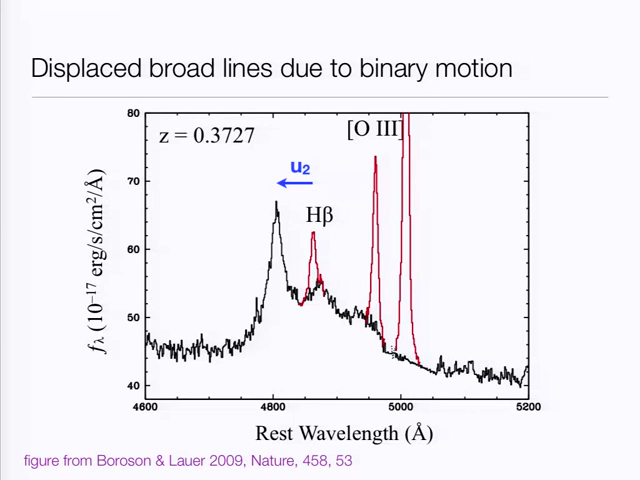 Displaced broad lines due to binary motion
z = 0.3727
[O III]
u₂
Hβ
80
70
60
50
40
fλ (10⁻¹⁷ erg/s/cm²/Å)
4600 4800 5000 5200
Rest Wavelength (Å)
figure from Boroson & Lauer 2009, Nature, 458, 53